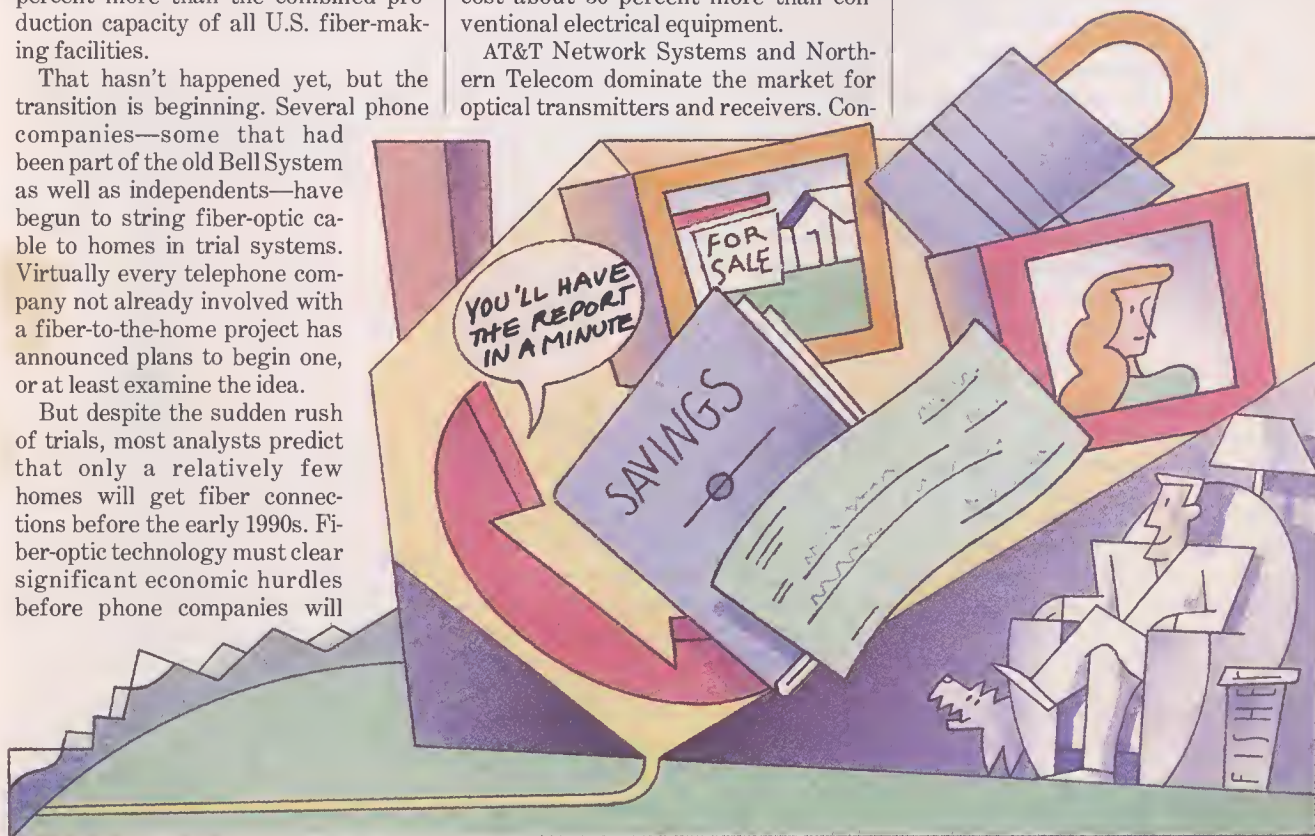 percent more than the combined pro-
duction capacity of all U.S. fiber-mak-
ing facilities.
That hasn't happened yet, but the
transition is beginning. Several phone
companies—some that had
been part of the old Bell System
as well as independents—have
begun to string fiber-optic ca-
ble to homes in trial systems.
Virtually every telephone com-
pany not already involved with
a fiber-to-the-home project has
announced plans to begin one,
or at least examine the idea.
But despite the sudden rush
of trials, most analysts predict
that only a relatively few
homes will get fiber connec-
tions before the early 1990s. Fi-
ber-optic technology must clear
significant economic hurdles
before phone companies will
cost about 50 percent more than con-
ventional electrical equipment.
AT&T Network Systems and North-
ern Telecom dominate the market for
optical transmitters and receivers. Con-
YOU'LL HAVE
THE REPORT
IN A MINUTE
FOR
SALE
SAVINGS
FISHER